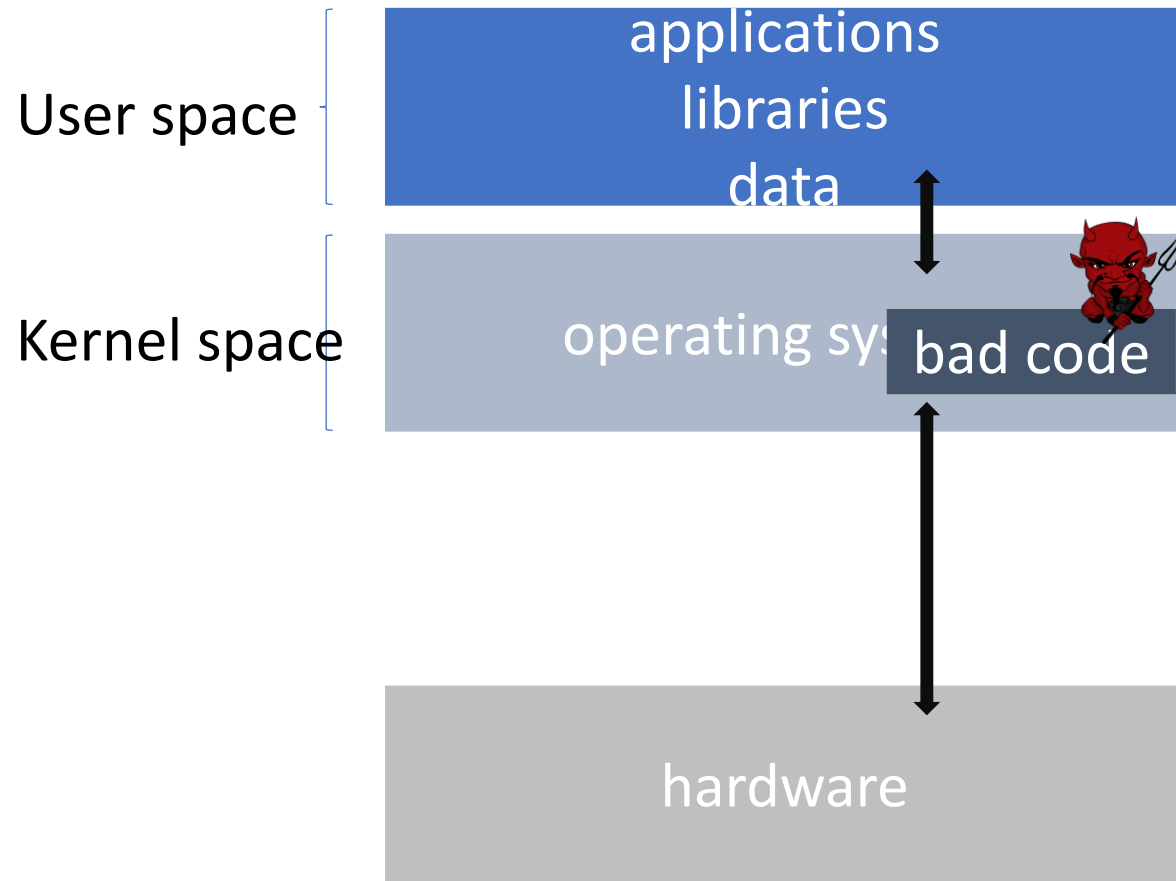 applications
User space
libraries
data
Kernel space
operating sys
bad code
hardware